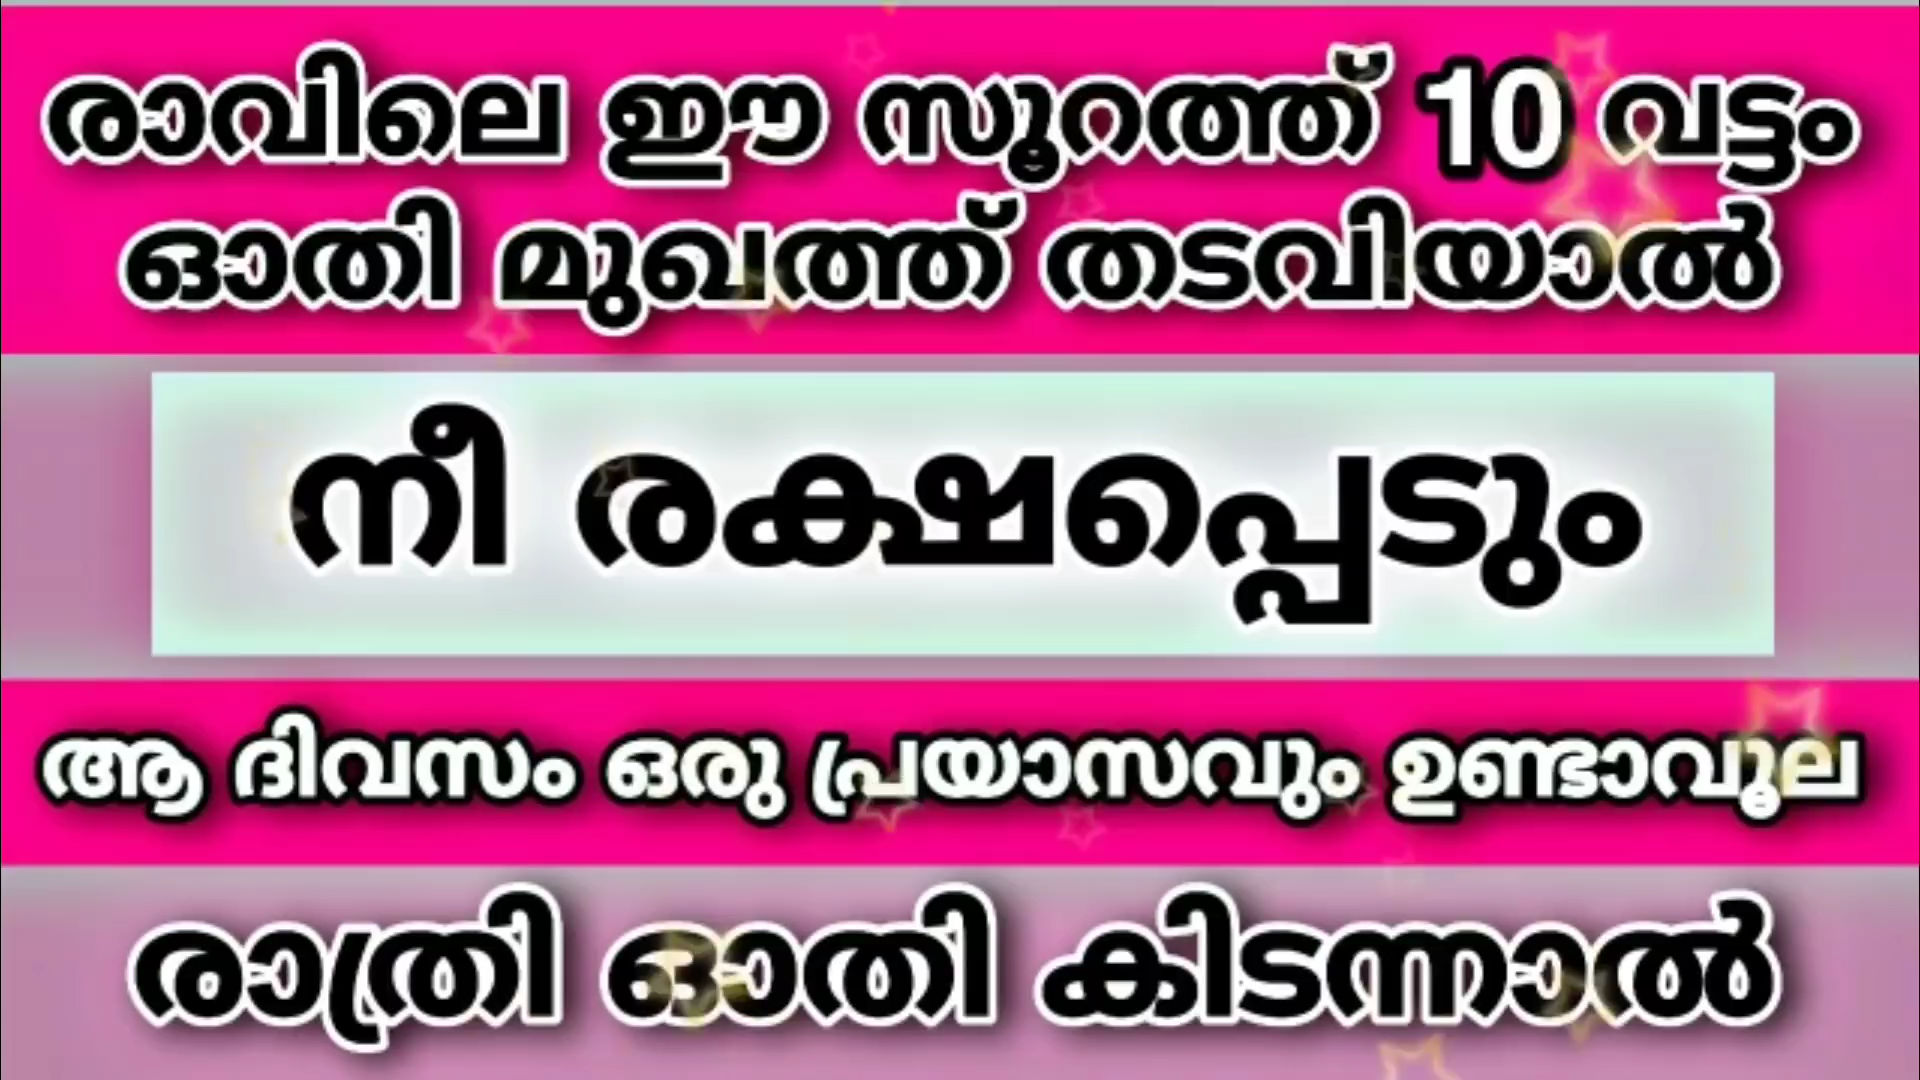 രാവിലെ ഈ സൂറത്ത് 10 വട്ടം
ഓതി മുഖത്ത് തടവിയാൽ
നീ രക്ഷപ്പെടും
ആ ദിവസം ഒരു പ്രയാസവും ഉണ്ടാവൂല
രാത്രി ഓതി കിടന്നാൽ